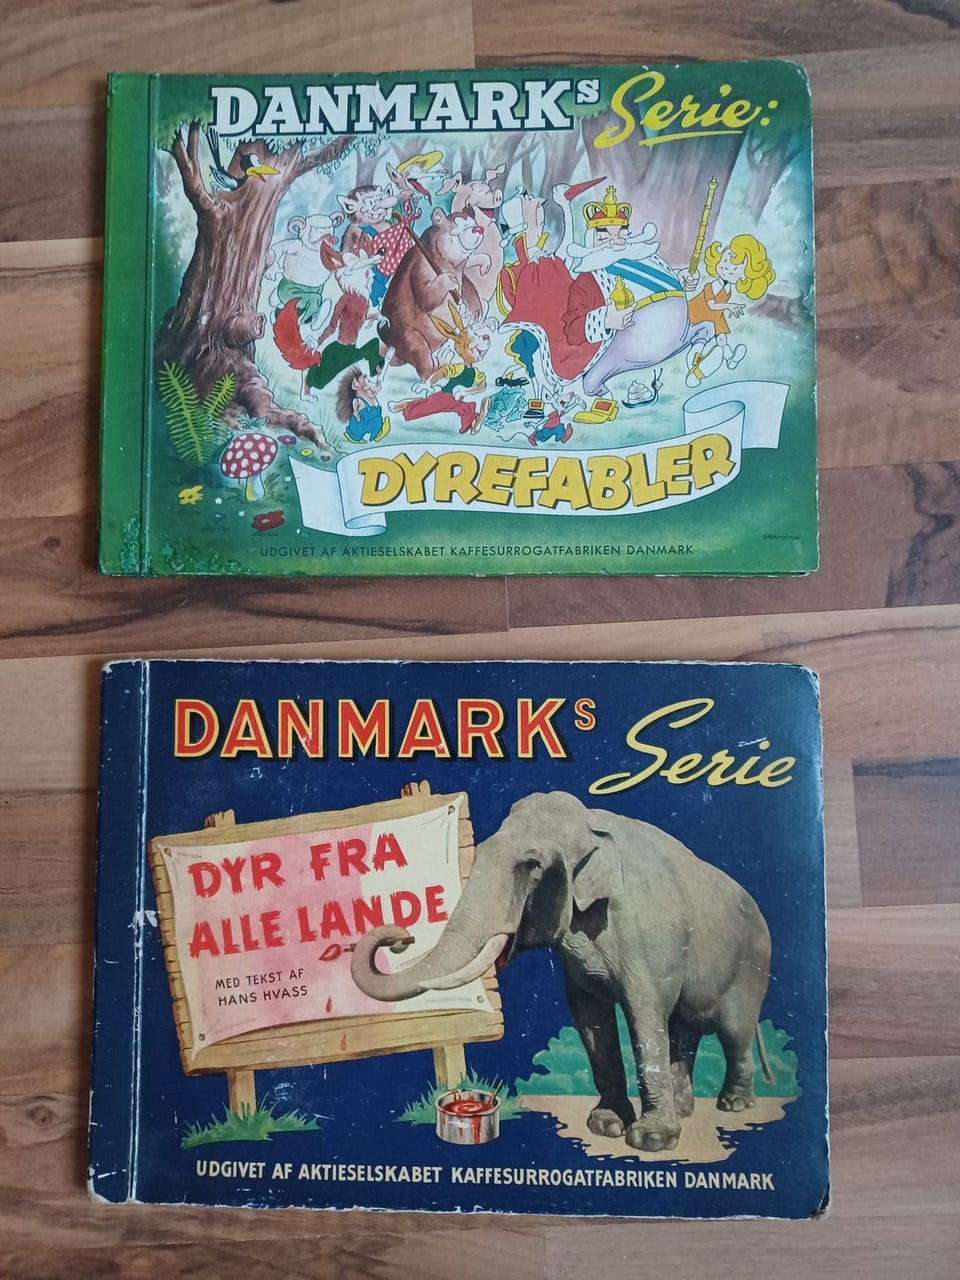 DANMARKs Serie:
DYREFABLER
UDGIVET AF AKTIESELSKABET KAFFESURROGATFABRIKEN DANMARK
DANMARKS Serie
DYR FRA
ALLE LANDE
MED TEKST AF
HANS HVASS
UDGIVET AF AKTIESELSKABET KAFFESURROGATFABRIKEN DANMARK